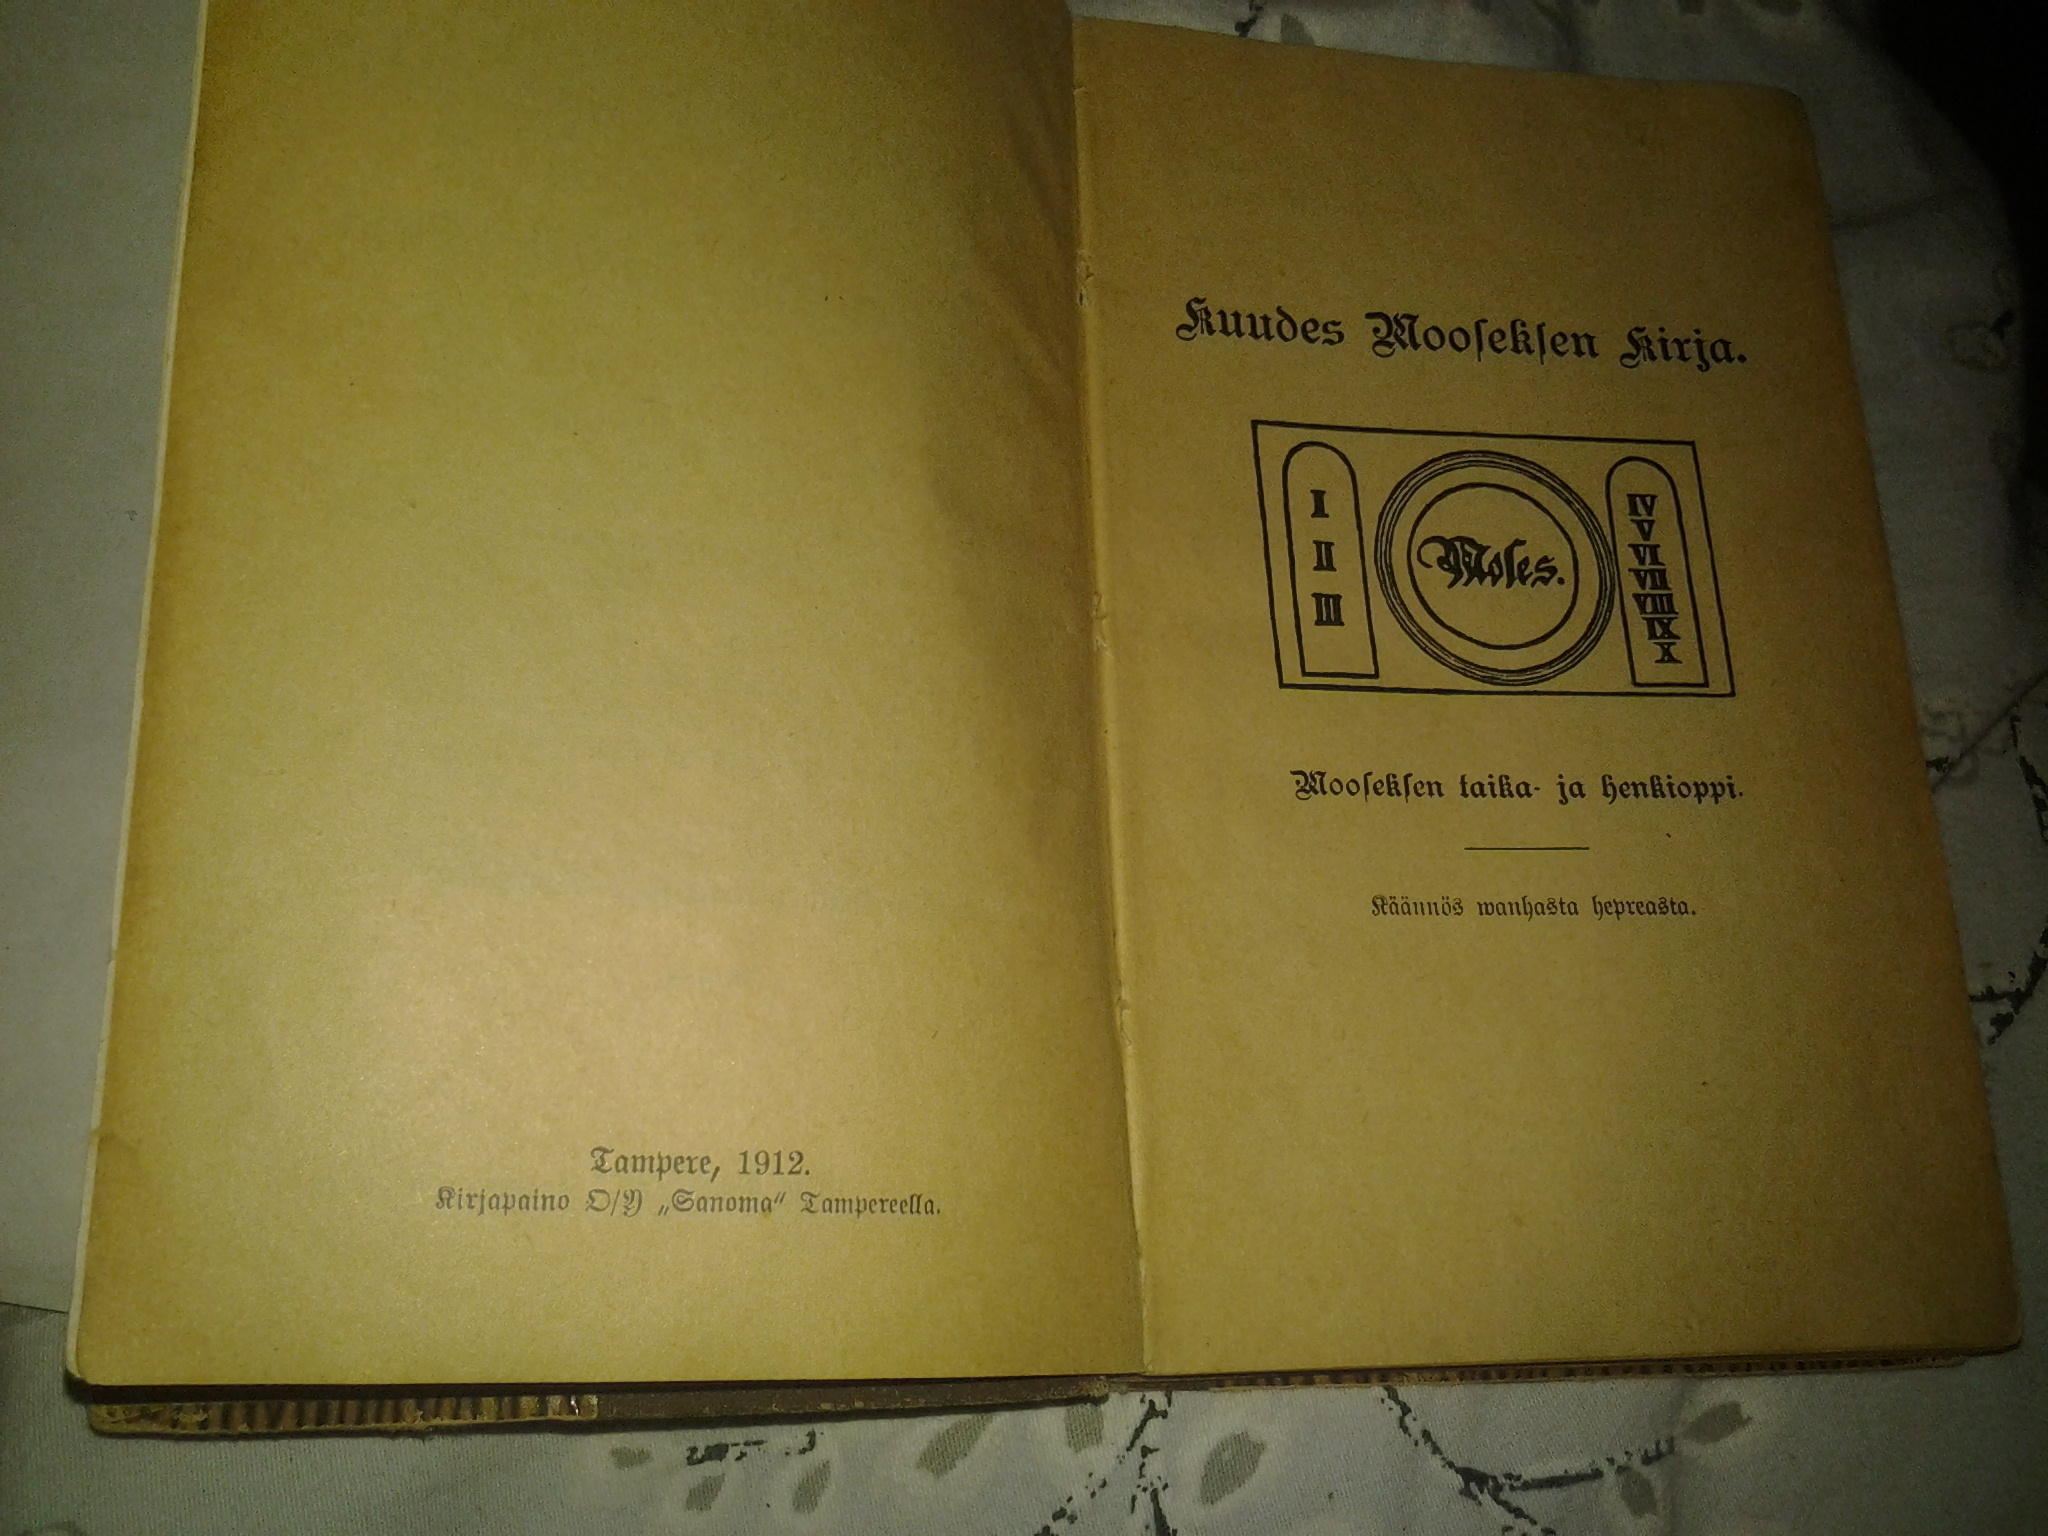 Tampere, 1912.
Kirjapaino O/Y „Sanoma“ Tampereella.
Kuudes Mooseksen Kirja.
I
II
III
Moses.
IV
V
VI
VII
VIII
IX
X
Mooseksen taika- ja henkioppi.
Käännös wanhasta hepreasta.